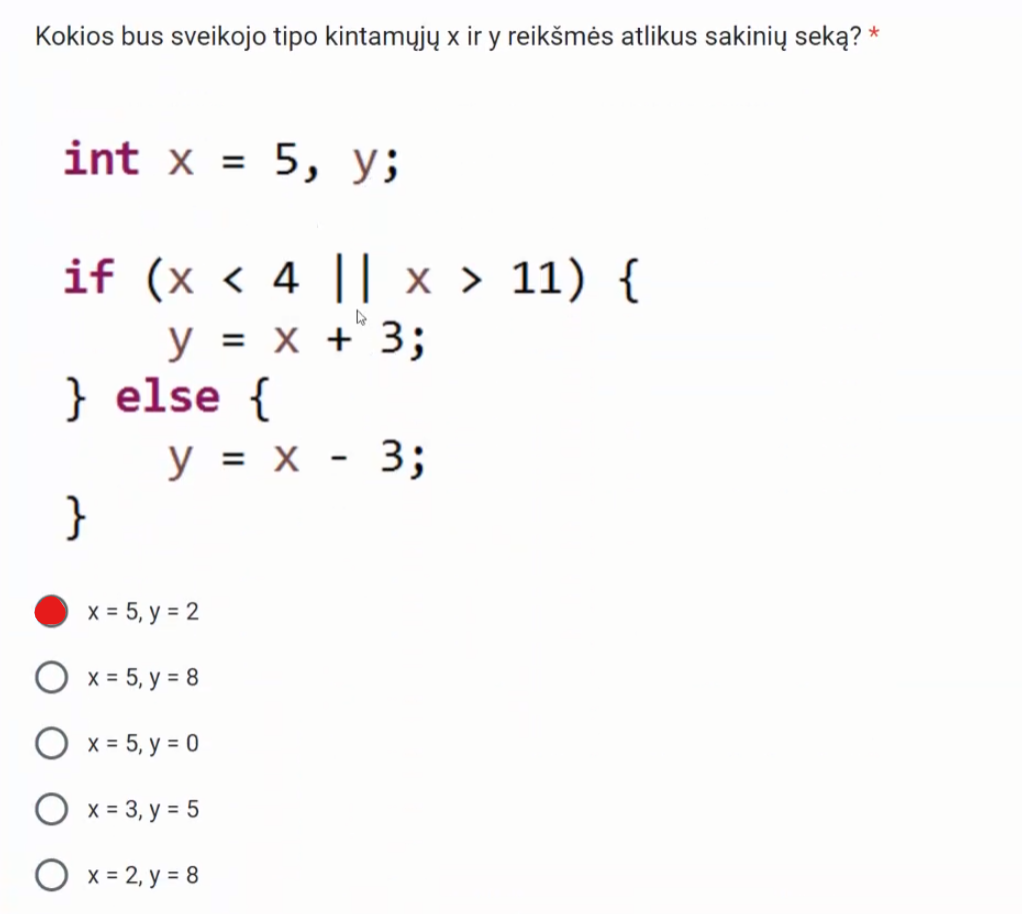 Kokios bus sveikojo tipo kintamųjų x ir y reikšmės atlikus sakinių seką? *
int x = 5, y;
if (x < 4 || x > 11) {
y = x + 3;
} else {
y = x - 3;
}
x = 5, y = 2
x = 5, y = 8
x = 5, y = 0
x = 3, y = 5
x = 2, y = 8